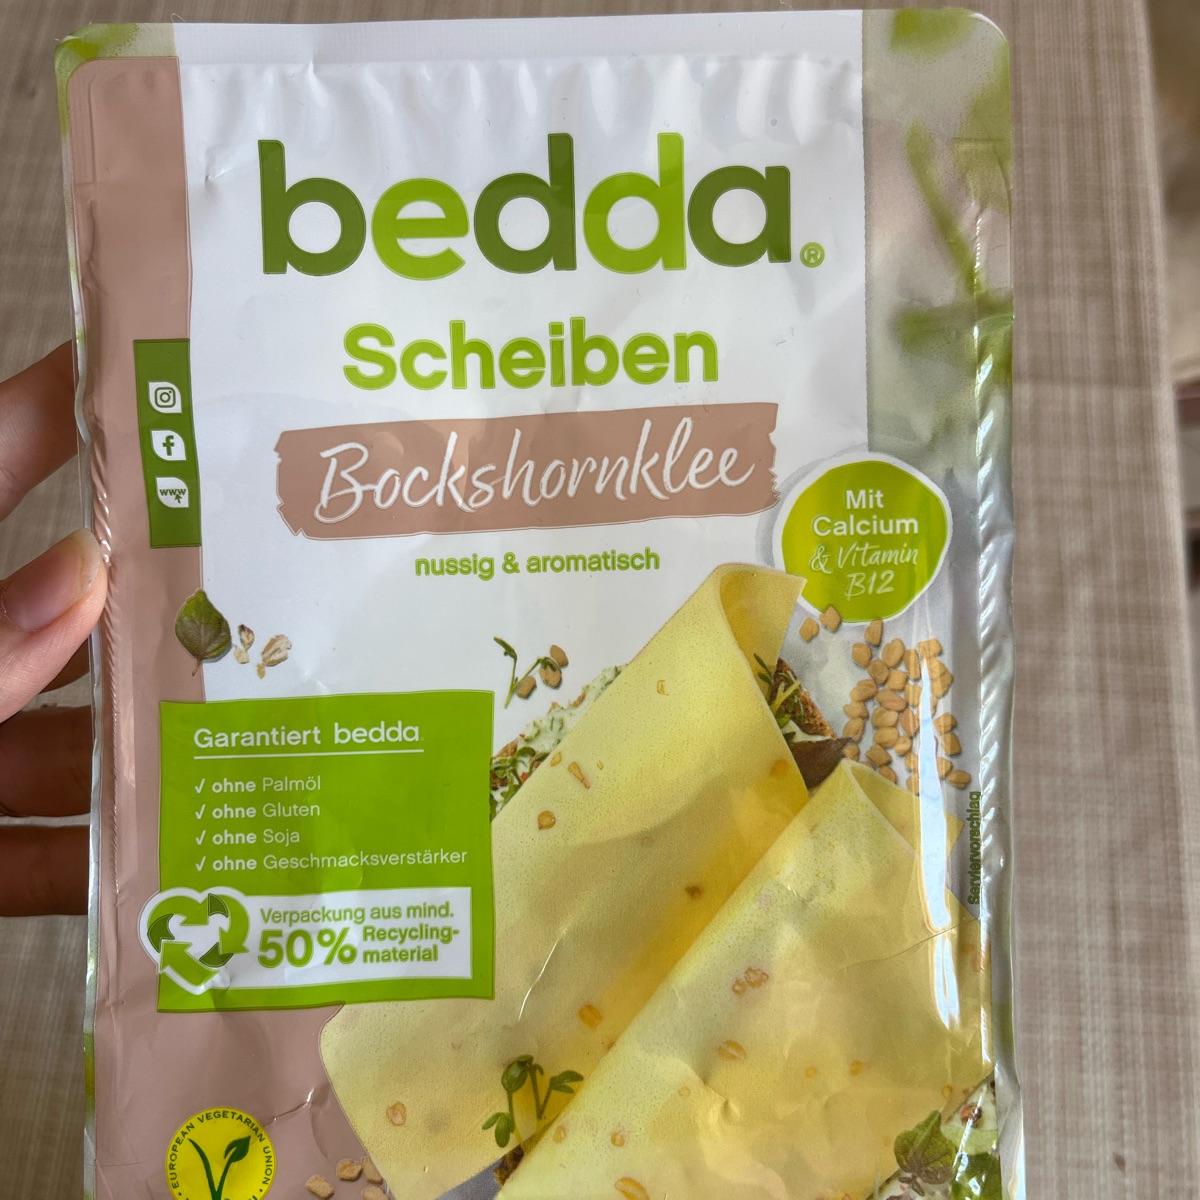 bedda.®
Scheiben
Bockshornklee
nussig & aromatisch
Mit
Calcium
& Vitamin
B12
www
Garantiert bedda
√ ohne Palmöl
√ ohne Gluten
√ ohne Soja
√ ohne Geschmacksverstärker
Verpackung aus mind.
50% Recycling-
material
Serviervorschlag
EUROPEAN VEGETARIAN UNION